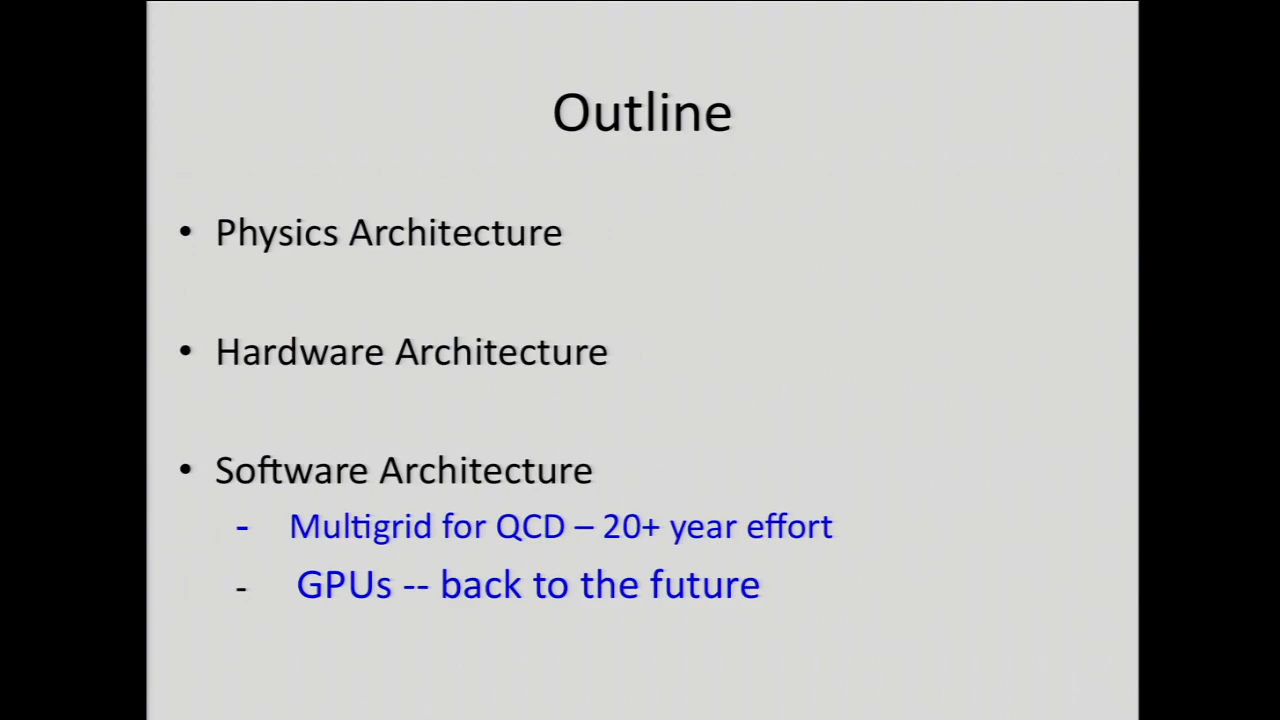 Outline
• Physics Architecture
• Hardware Architecture
• Software Architecture
- Multigrid for QCD – 20+ year effort
- GPUs -- back to the future